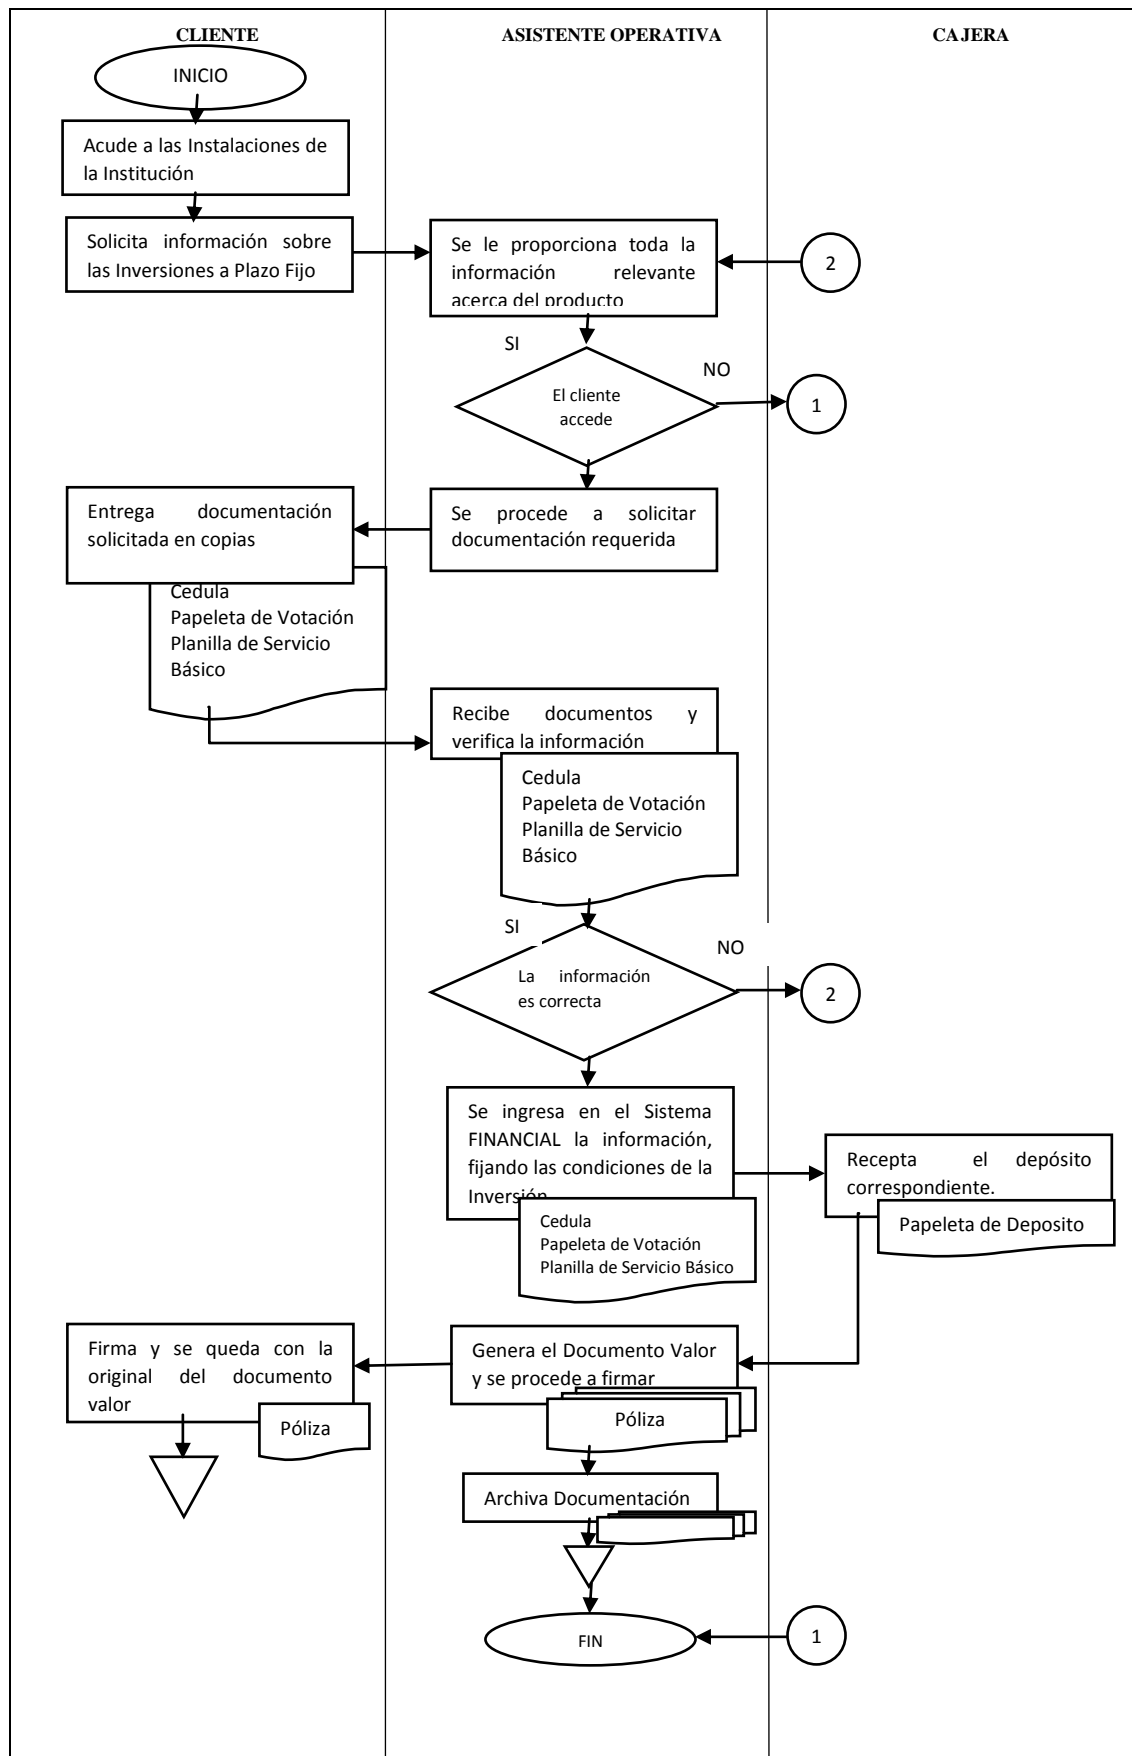 CLIENTE
ASISTENTE OPERATIVA
CAJERA
INICIO
Acude a las Instalaciones de
la Institución
Solicita información sobre
las Inversiones a Plazo Fijo
Se le proporciona toda la
información relevante
acerca del producto
2
SI
NO
El cliente
accede
1
Se procede a solicitar
documentación requerida
Entrega documentación
solicitada en copias
Cedula
Papeleta de Votación
Planilla de Servicio
Básico
Recibe documentos y
verifica la información
Cedula
Papeleta de Votación
Planilla de Servicio
Básico
SI
NO
La información
es correcta
2
Se ingresa en el Sistema
FINANCIAL la información,
fijando las condiciones de la
Inversión
Cedula
Papeleta de Votación
Planilla de Servicio Básico
Recepta el depósito
correspondiente.
Papeleta de Deposito
Genera el Documento Valor
y se procede a firmar
Póliza
Firma y se queda con la
original del documento
valor
Póliza
Archiva Documentación
FIN
1